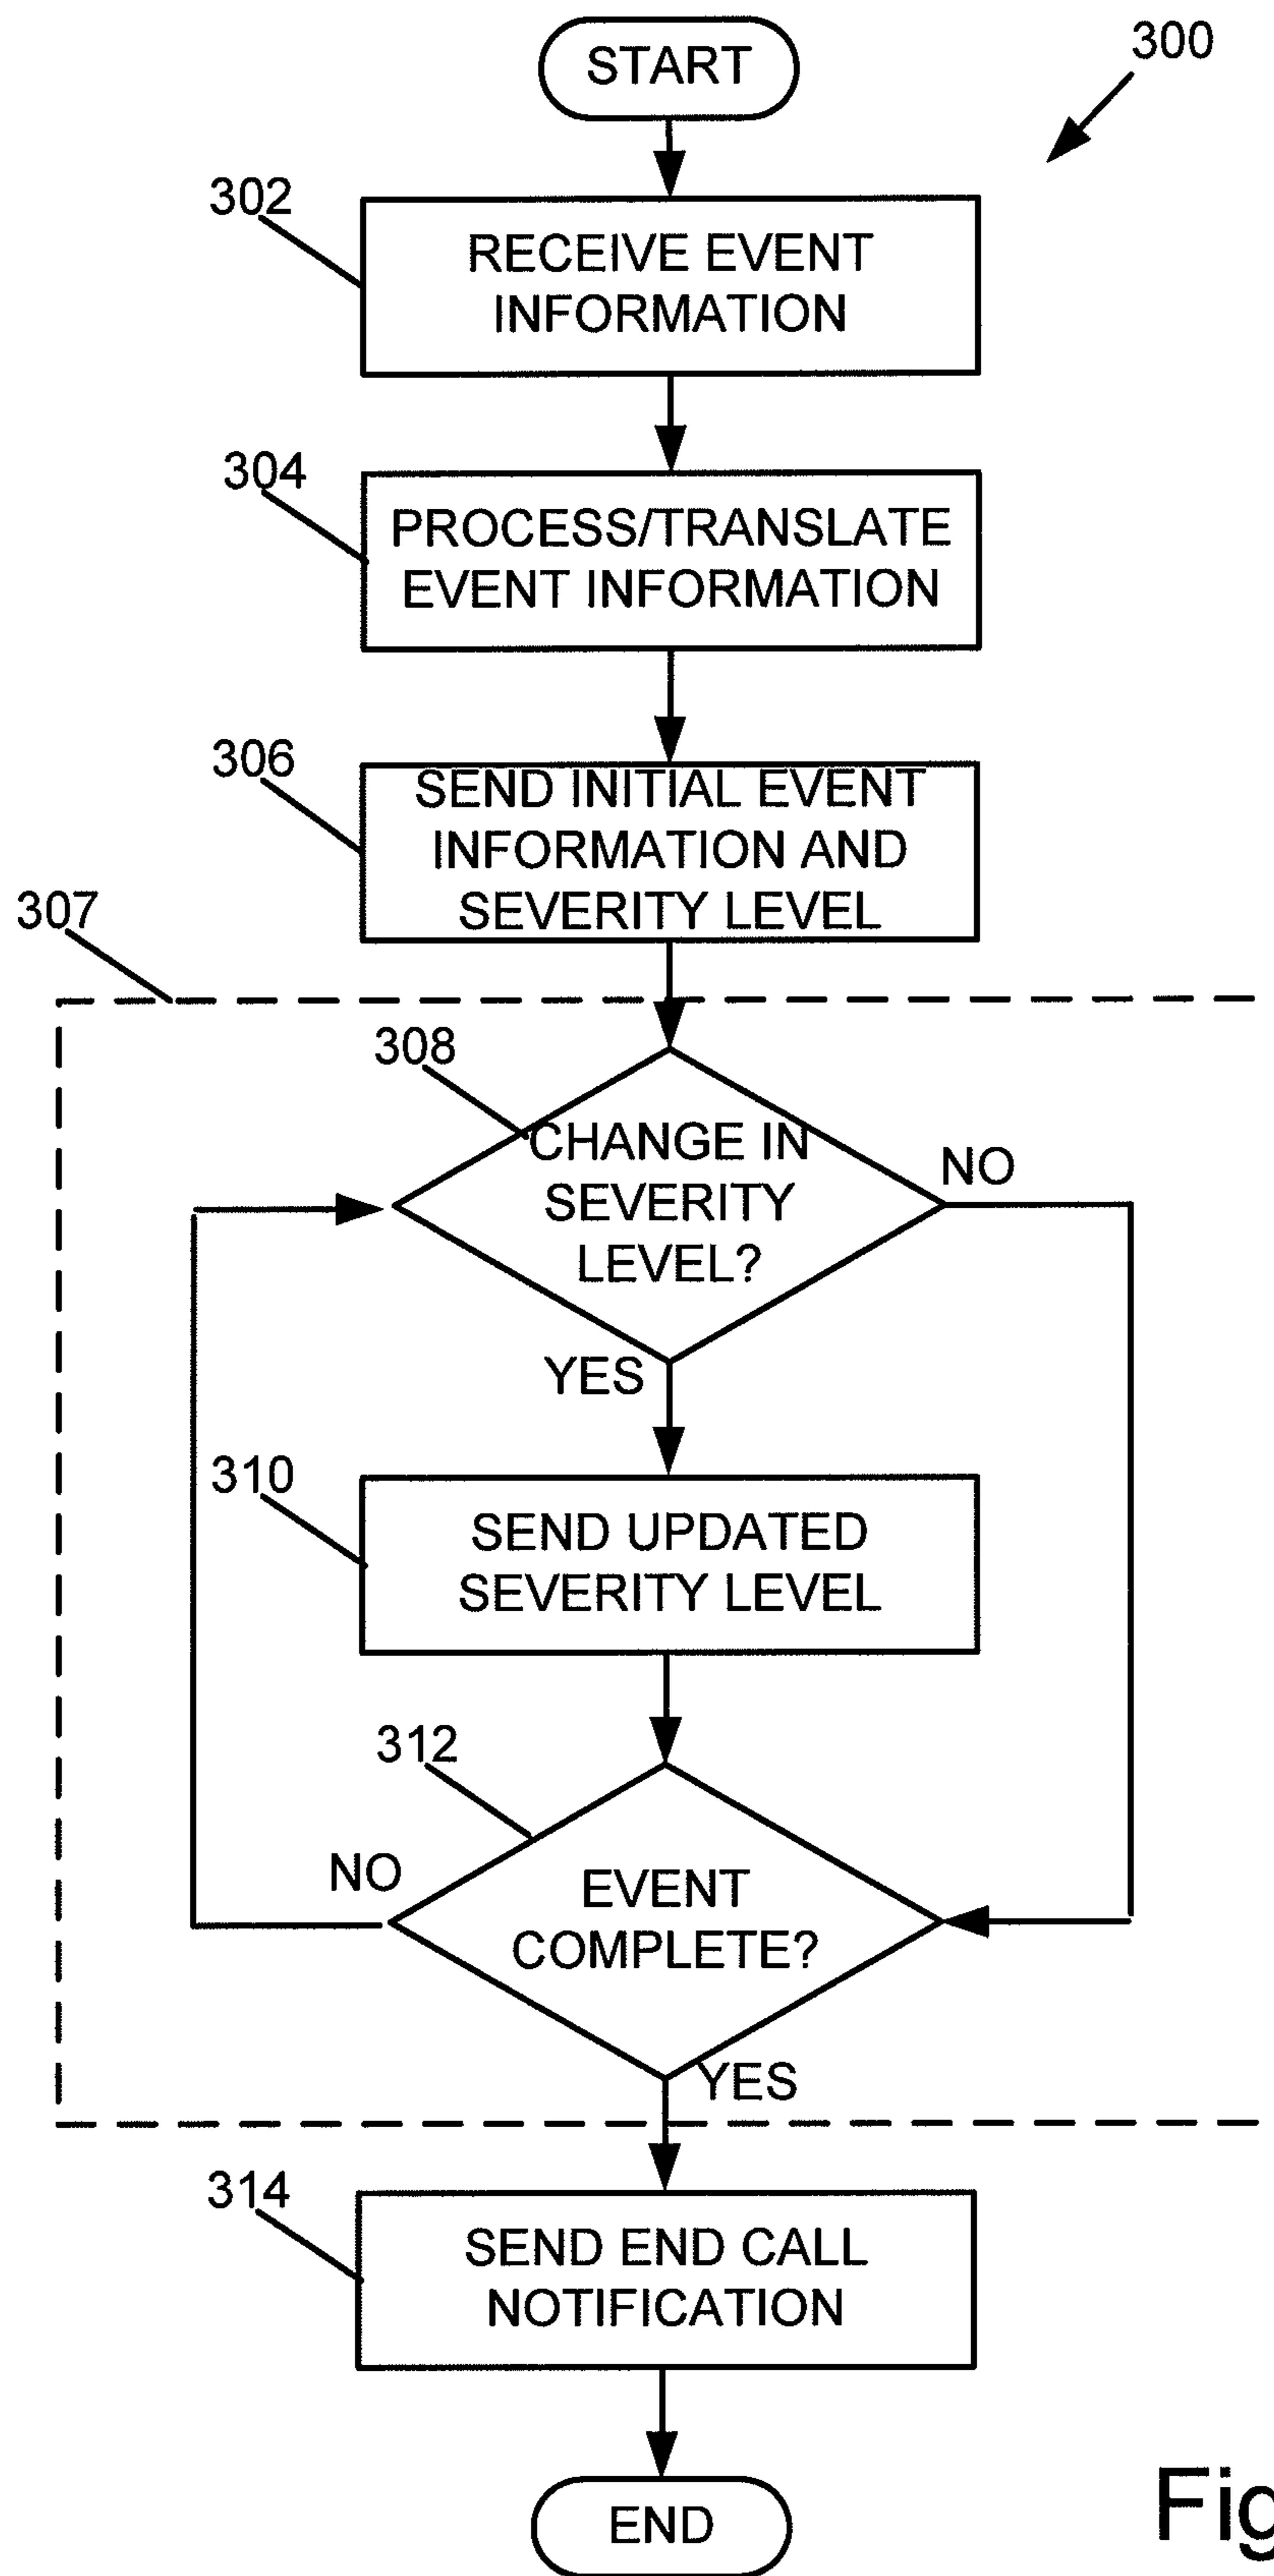 START
300
302
RECEIVE EVENT
INFORMATION
304
PROCESS/TRANSLATE
EVENT INFORMATION
306
SEND INITIAL EVENT
INFORMATION AND
SEVERITY LEVEL
307
308
CHANGE IN
SEVERITY
LEVEL?
NO
YES
310
SEND UPDATED
SEVERITY LEVEL
312
NO
EVENT
COMPLETE?
YES
314
SEND END CALL
NOTIFICATION
END
Fig